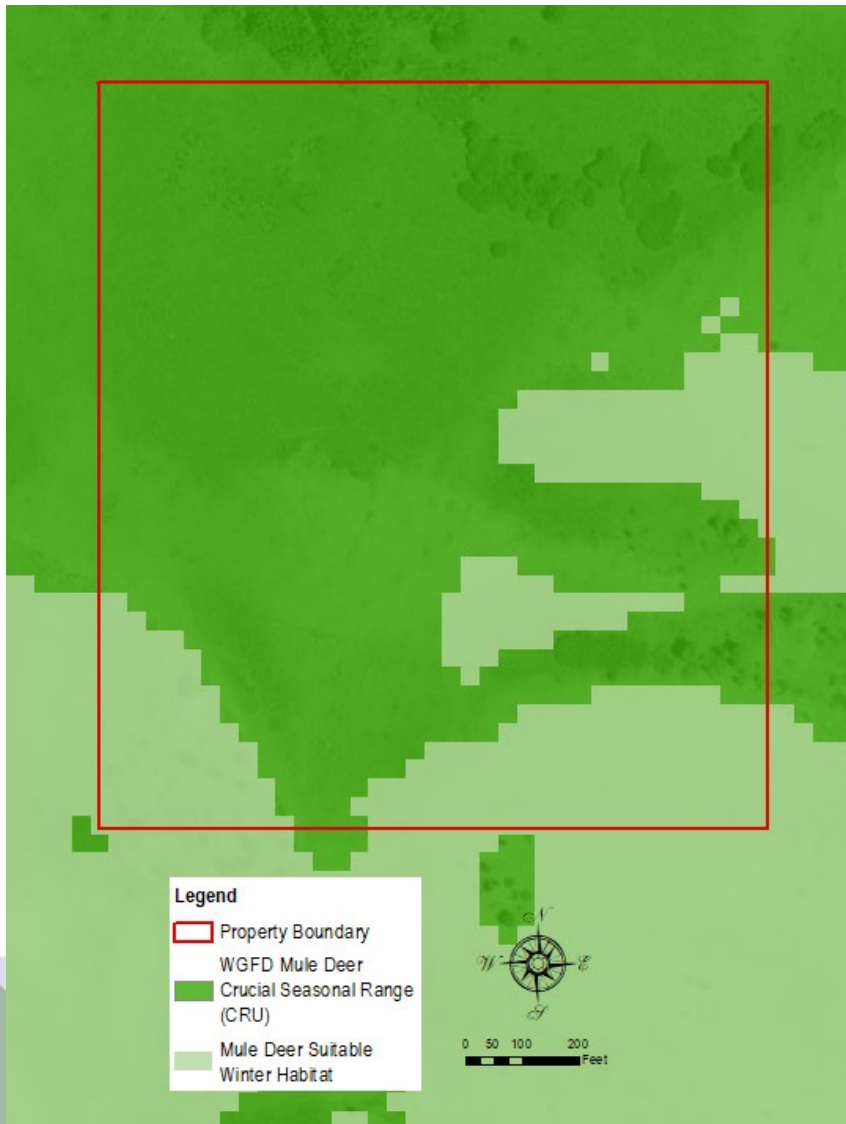 Legend
Property Boundary
WGFD Mule Deer
Crucial Seasonal Range
(CRU)
Mule Deer Suitable
Winter Habitat
N
W E
S
0 50 100 200
Feet